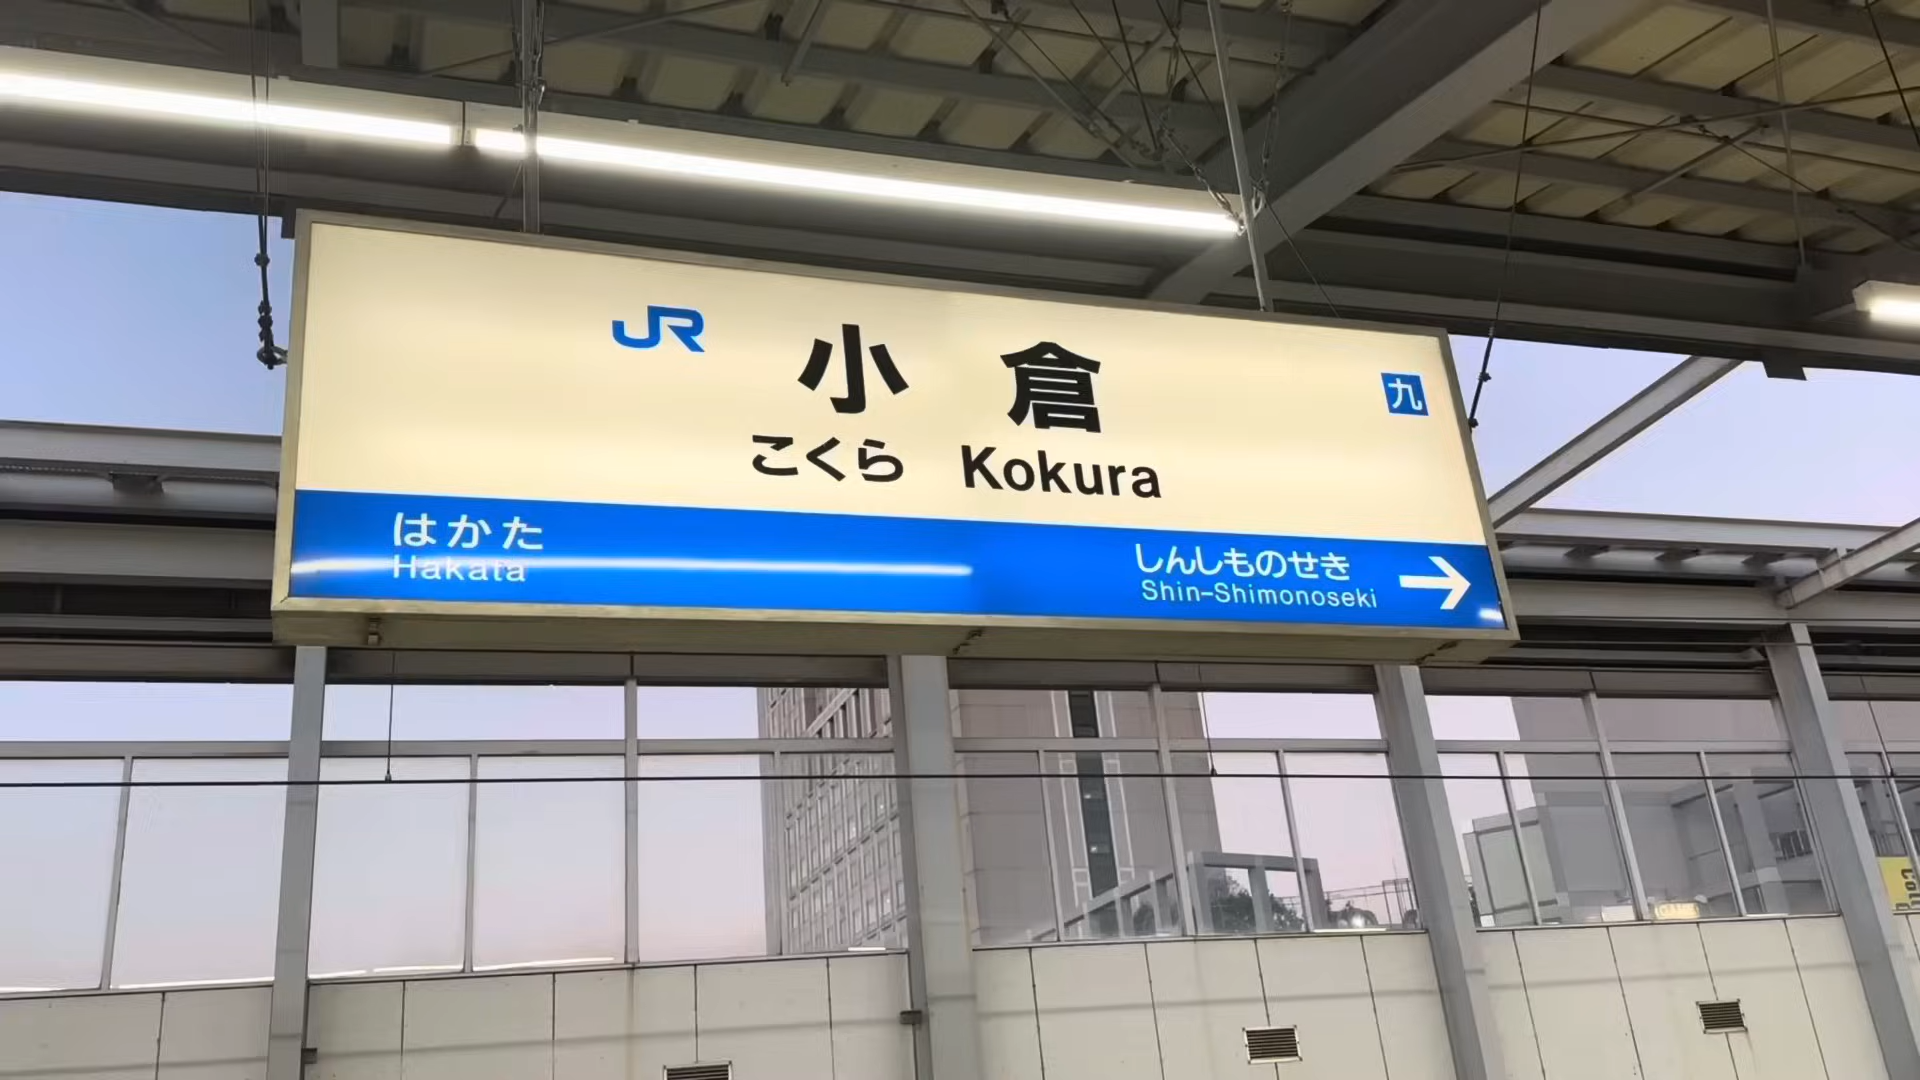 JR 小倉 九
こくら Kokura
はかた しんしものせき →
Hakata Shin-Shimonoseki